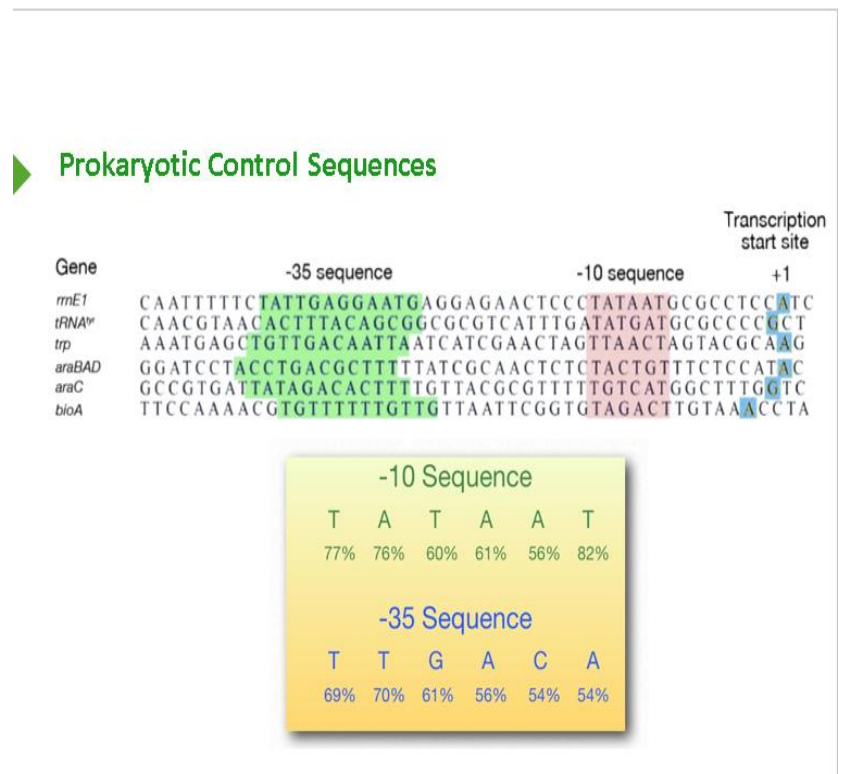 Prokaryotic Control Sequences
Transcription
start site
Gene -35 sequence -10 sequence +1
rrnE1 CAATTTTTCTATTGAGGAATGAGGAGAACTCCCTATAATGCGCCTCCATC
tRNAtyr CAACGTAACACTTTACAGCGGCGCGTCATTTGATATGATGCGCCCCGCT
trp AAATGAGCTGTTGACAATTAATCATCGAACTAGTTAACTAGTACGCAAG
araBAD GGATCCTACCTGACGCTTTTTATCGCAACTCTCTACTGTTTCTCCATAC
araC GCCGTGATTATAGACACTTTTGTTACGCGTTTTTGTCATGGCTTTGGTC
bioA TTCCAAAACGTGTTTTTTGTTGTTAATTCGGTGTAGACTTGTAAACCTA
-10 Sequence
T A T A A T
77% 76% 60% 61% 56% 82%
-35 Sequence
T T G A C A
69% 70% 61% 56% 54% 54%